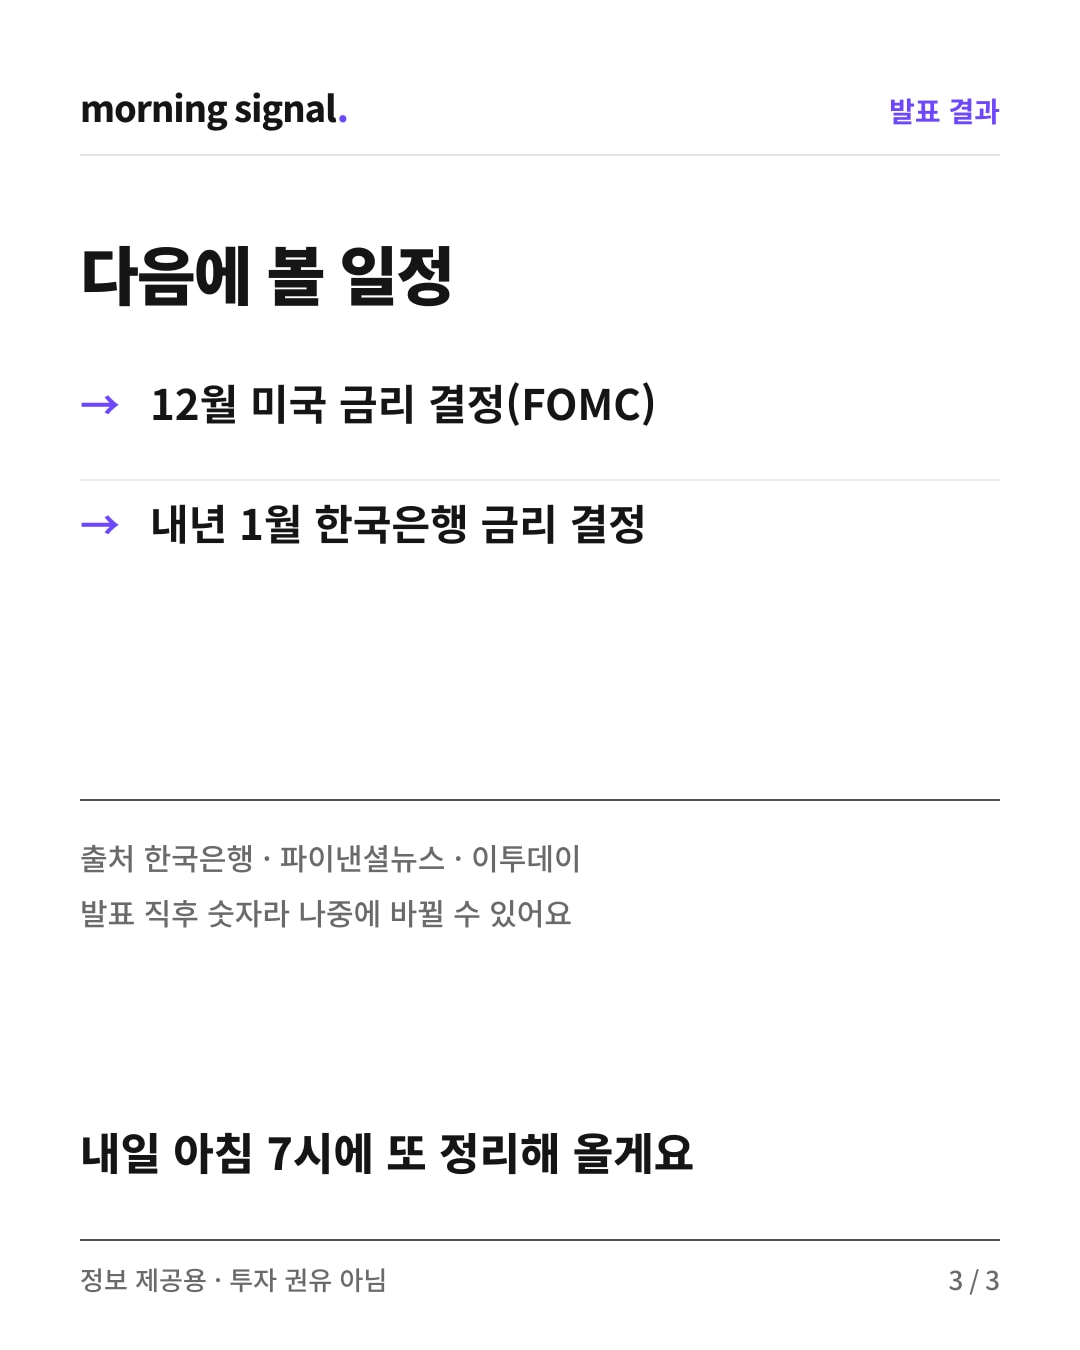 morning signal.
발표 결과
다음에 볼 일정
→ 12월 미국 금리 결정(FOMC)
→ 내년 1월 한국은행 금리 결정
출처 한국은행 · 파이낸셜뉴스 · 이투데이
발표 직후 숫자라 나중에 바뀔 수 있어요
내일 아침 7시에 또 정리해 올게요
정보 제공용 · 투자 권유 아님
3 / 3